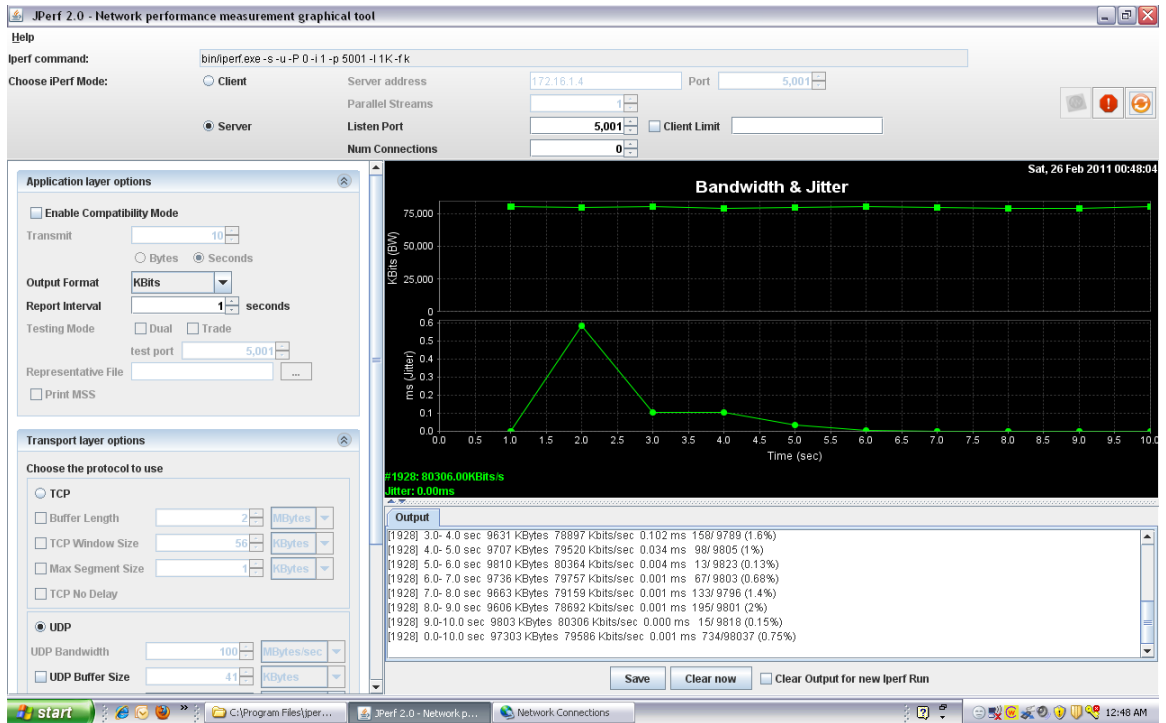 JPerf 2.0 - Network performance measurement graphical tool
Help
Iperf command:
bin/iperf.exe -s -u -P 0 -i 1 -p 5001 -l 1K -f k
Choose iPerf Mode:
Client
Server address
172.16.1.4
Port
5,001
Parallel Streams
1
Server
Listen Port
5,001
Client Limit
Num Connections
0
Application layer options
Enable Compatibility Mode
Transmit
10
Bytes
Seconds
Output Format
KBits
Report Interval
1
seconds
Testing Mode
Dual
Trade
test port
5,001
Representative File
...
Print MSS
Transport layer options
Choose the protocol to use
TCP
Buffer Length
2
MBytes
TCP Window Size
56
KBytes
Max Segment Size
1
KBytes
TCP No Delay
UDP
UDP Bandwidth
100
MBytes/sec
UDP Buffer Size
41
KBytes
Sat, 26 Feb 2011 00:48:04
Bandwidth & Jitter
KBits (BW)
75,000
50,000
25,000
0
ms (Jitter)
0.6
0.5
0.4
0.3
0.2
0.1
0.0
0.0 0.5 1.0 1.5 2.0 2.5 3.0 3.5 4.0 4.5 5.0 5.5 6.0 6.5 7.0 7.5 8.0 8.5 9.0 9.5 10.0
Time (sec)
#1928: 80306.00KBits/s
Jitter: 0.00ms
Output
[1928] 3.0- 4.0 sec 9631 KBytes 78897 Kbits/sec 0.102 ms 158/ 9789 (1.6%)
[1928] 4.0- 5.0 sec 9707 KBytes 79520 Kbits/sec 0.034 ms 98/ 9805 (1%)
[1928] 5.0- 6.0 sec 9810 KBytes 80364 Kbits/sec 0.004 ms 13/ 9823 (0.13%)
[1928] 6.0- 7.0 sec 9736 KBytes 79757 Kbits/sec 0.001 ms 67/ 9803 (0.68%)
[1928] 7.0- 8.0 sec 9663 KBytes 79159 Kbits/sec 0.001 ms 133/ 9796 (1.4%)
[1928] 8.0- 9.0 sec 9606 KBytes 78692 Kbits/sec 0.001 ms 195/ 9801 (2%)
[1928] 9.0-10.0 sec 9803 KBytes 80306 Kbits/sec 0.000 ms 15/ 9818 (0.15%)
[1928] 0.0-10.0 sec 97303 KBytes 79586 Kbits/sec 0.001 ms 734/98037 (0.75%)
Save
Clear now
Clear Output for new Iperf Run
start
C:\Program Files\jper...
JPerf 2.0 - Network p...
Network Connections
12:48 AM